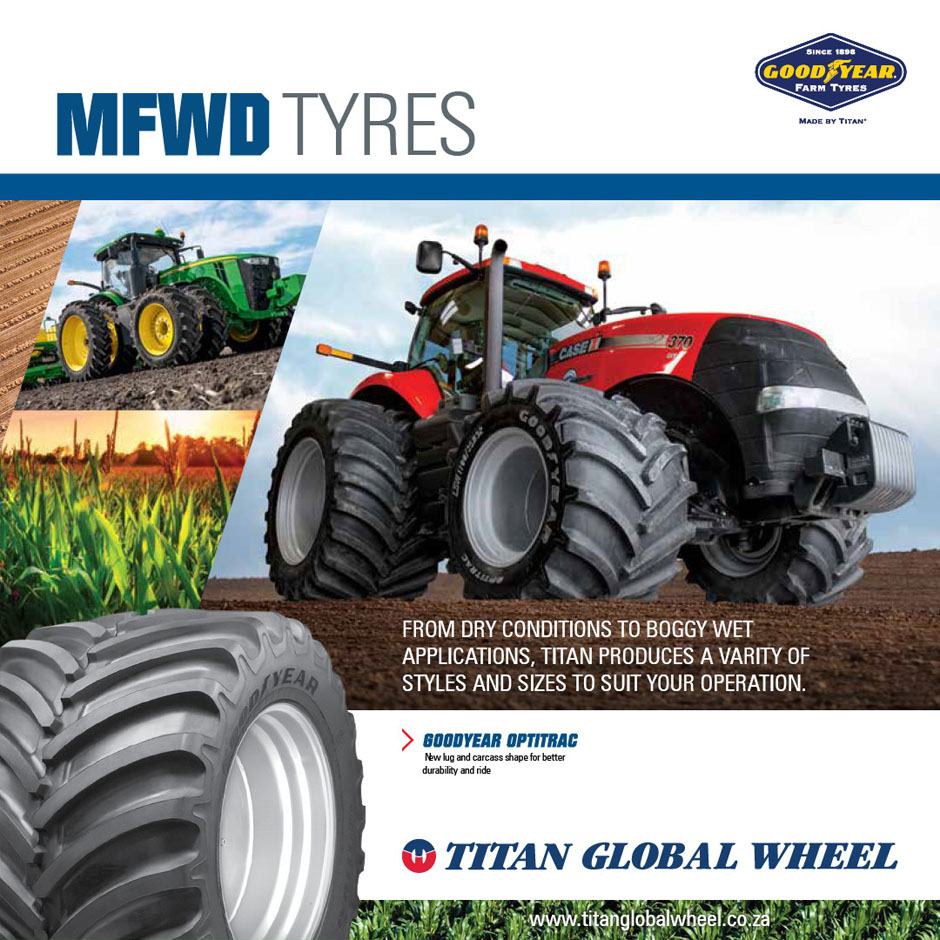 SINCE 1898
GOODYEAR
FARM TYRES
MADE BY TITAN®
MFWD TYRES
CASE IH
370
GOODYEAR
OPTITRAC
FROM DRY CONDITIONS TO BOGGY WET
APPLICATIONS, TITAN PRODUCES A VARITY OF
STYLES AND SIZES TO SUIT YOUR OPERATION.
GOODYEAR
GOODYEAR OPTITRAC
New lug and carcass shape for better
durability and ride
TITAN GLOBAL WHEEL
www.titanglobalwheel.co.za